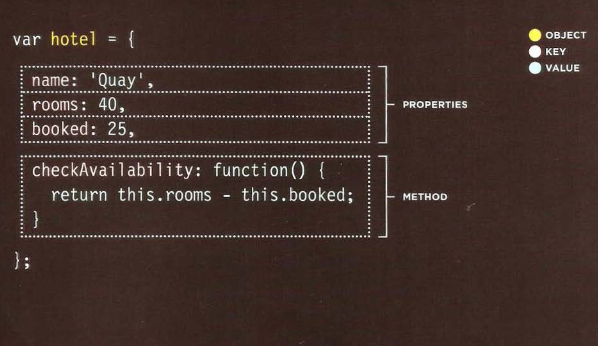 var hotel = {
OBJECT
KEY
VALUE
name: 'Quay',
rooms: 40,
booked: 25,
PROPERTIES
checkAvailability: function() {
return this.rooms - this.booked;
}
METHOD
};